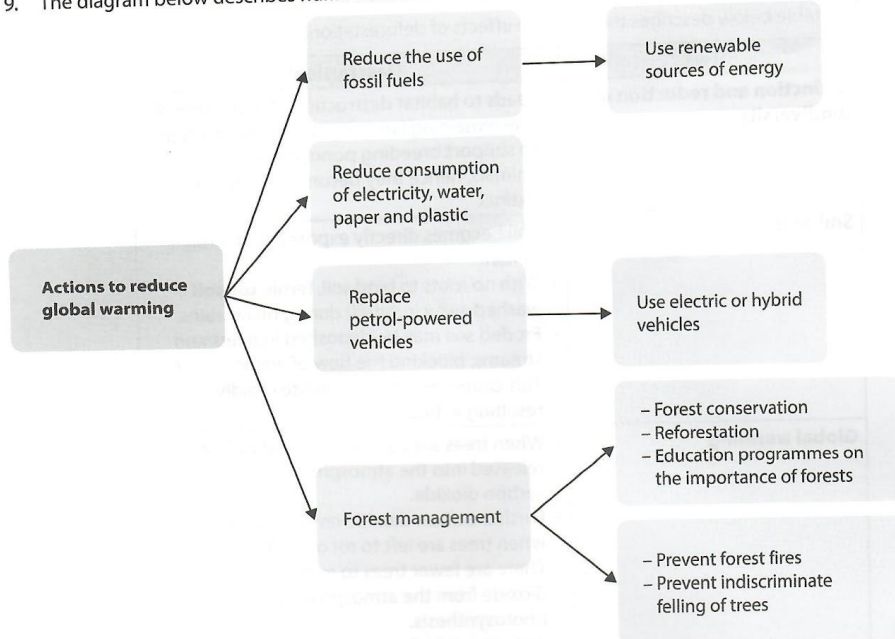 9. The diagram below describes
Reduce the use of
fossil fuels
Use renewable
sources of energy
Reduce consumption
of electricity, water,
paper and plastic
Actions to reduce
global warming
Replace
petrol-powered
vehicles
Use electric or hybrid
vehicles
Forest management
– Forest conservation
– Reforestation
– Education programmes on
the importance of forests
– Prevent forest fires
– Prevent indiscriminate
felling of trees